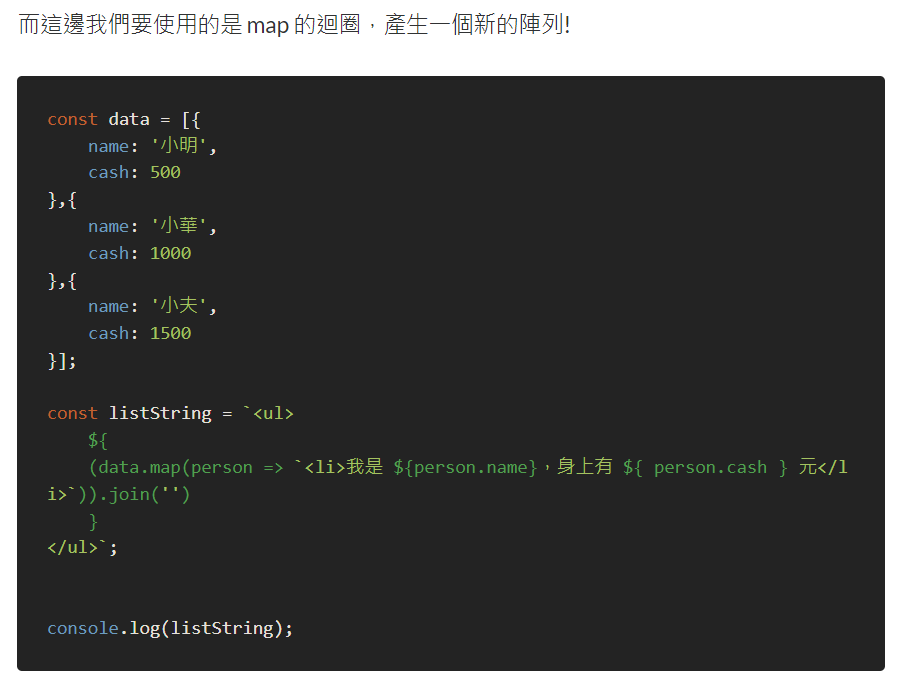 而這邊我們要使用的是 map 的迴圈，產生一個新的陣列!
const data = [{
    name: '小明',
    cash: 500
},{
    name: '小華',
    cash: 1000
},{
    name: '小夫',
    cash: 1500
}];
const listString = `<ul>
    ${
    (data.map(person => `<li>我是 ${person.name}，身上有 ${ person.cash } 元</l
i>`)).join('')
    }
</ul>`;
console.log(listString);